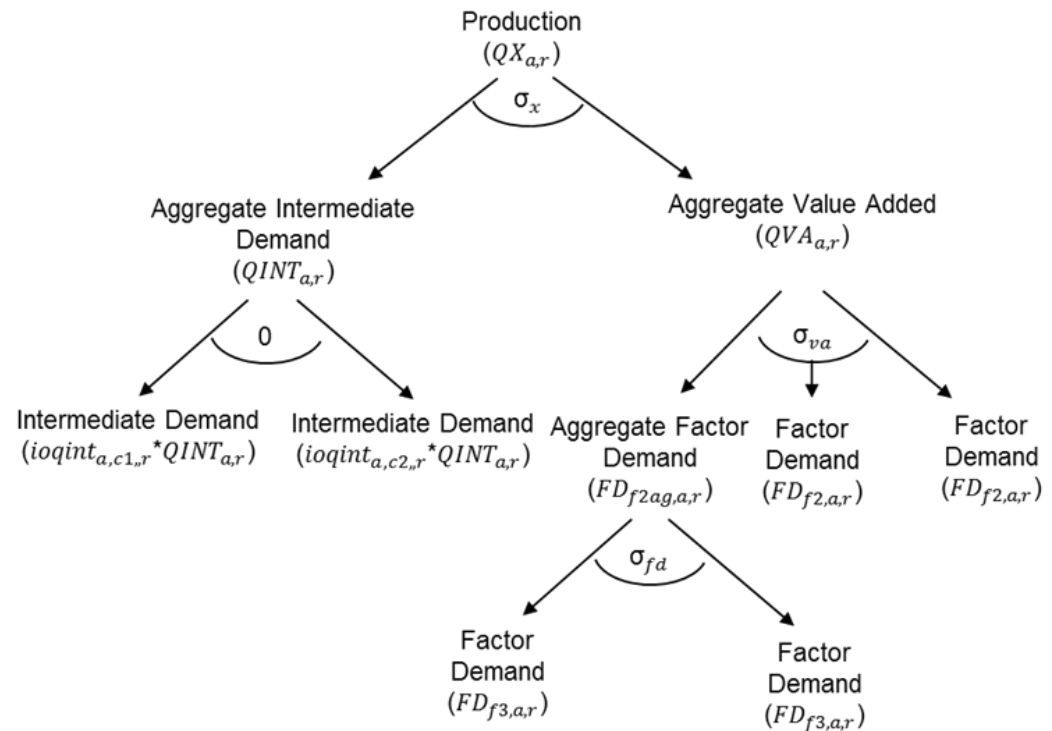 Production
(QX_{a,r})
σ_x
Aggregate Intermediate
Demand
(QINT_{a,r})
Aggregate Value Added
(QVA_{a,r})
0
σ_{va}
Intermediate Demand
(ioqint_{a,c1,,r}*QINT_{a,r})
Intermediate Demand
(ioqint_{a,c2,,r}*QINT_{a,r})
Aggregate Factor
Demand
(FD_{f2ag,a,r})
Factor
Demand
(FD_{f2,a,r})
Factor
Demand
(FD_{f2,a,r})
σ_{fd}
Factor
Demand
(FD_{f3,a,r})
Factor
Demand
(FD_{f3,a,r})